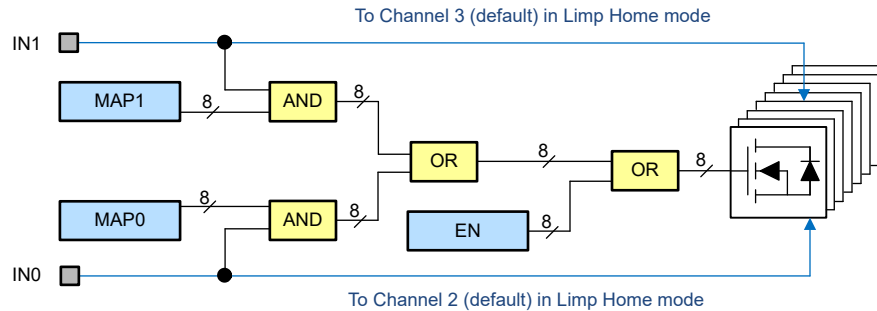 To Channel 3 (default) in Limp Home mode
IN1
MAP1
8
AND
8
OR
8
OR
8
MAP0
8
AND
8
EN
8
IN0
To Channel 2 (default) in Limp Home mode